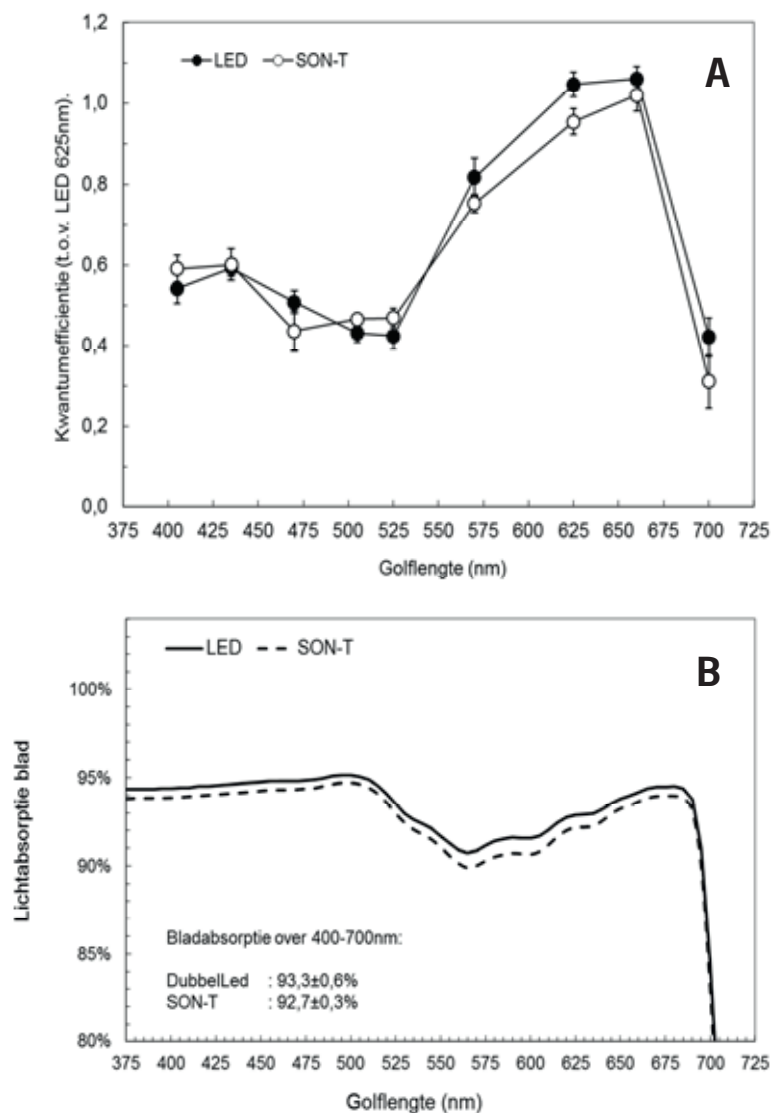 1,2
LED SON-T
A
1,0
0,8
0,6
0,4
0,2
0,0
Kwantumefficientie (t.o.v. LED 625nm).
375 400 425 450 475 500 525 550 575 600 625 650 675 700 725
Golflengte (nm)
LED SON-T
B
100%
95%
90%
85%
80%
Lichtabsorptie blad
Bladabsorptie over 400-700nm:
DubbelLed : 93,3±0,6%
SON-T : 92,7±0,3%
375 400 425 450 475 500 525 550 575 600 625 650 675 700 725
Golflengte (nm)